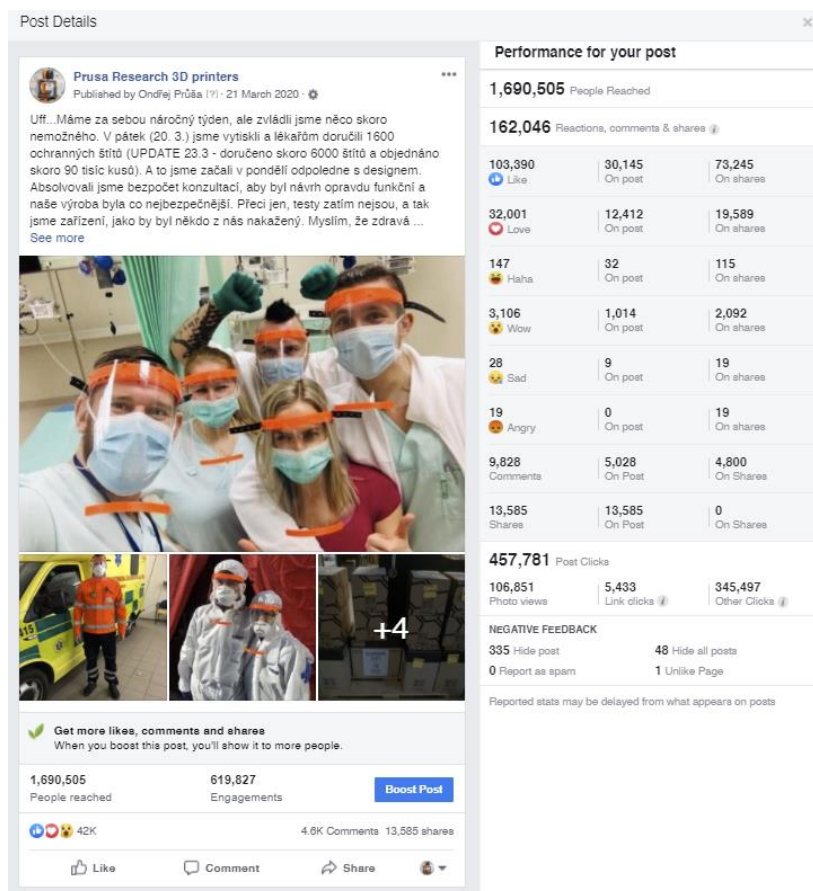 Post Details
Prusa Research 3D printers
Published by Ondřej Průša [?] · 21 March 2020 ·
Uff...Máme za sebou náročný týden, ale zvládli jsme něco skoro
nemožného. V pátek (20. 3.) jsme vytiskli a lékařům doručili 1600
ochranných štítů (UPDATE 23.3 - doručeno skoro 6000 štítů a objednáno
skoro 90 tisíc kusů). A to jsme začali v pondělí odpoledne s designem.
Absolvovali jsme bezpočet konzultací, aby byl návrh opravdu funkční a
naše výroba byla co nejbezpečnější. Přeci jen, testy zatím nejsou, a tak
jsme zařízení, jako by byl někdo z nás nakažený. Myslím, že zdravá ...
See more
+4
Get more likes, comments and shares
When you boost this post, you'll show it to more people.
1,690,505 619,827
People reached Engagements
Boost Post
42K 4.6K Comments 13,585 shares
Like Comment Share
Performance for your post
1,690,505 People Reached
162,046 Reactions, comments & shares
103,390 30,145 73,245
Like On post On shares
32,001 12,412 19,589
Love On post On shares
147 32 115
Haha On post On shares
3,106 1,014 2,092
Wow On post On shares
28 9 19
Sad On post On shares
19 0 19
Angry On post On shares
9,828 5,028 4,800
Comments On Post On Shares
13,585 13,585 0
Shares On Post On Shares
457,781 Post Clicks
106,851 5,433 345,497
Photo views Link clicks Other Clicks
NEGATIVE FEEDBACK
335 Hide post 48 Hide all posts
0 Report as spam 1 Unlike Page
Reported stats may be delayed from what appears on posts